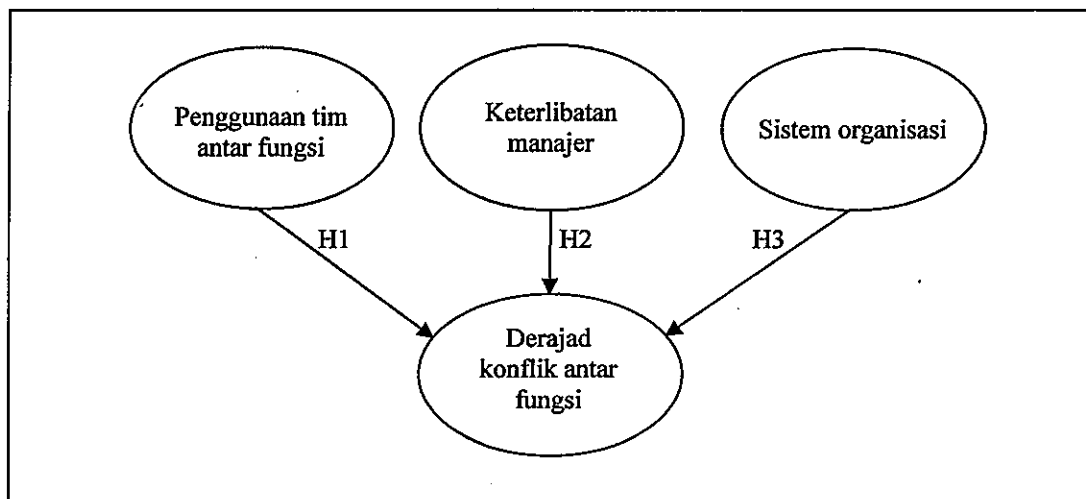 Penggunaan tim
antar fungsi
Keterlibatan
manajer
Sistem organisasi
H1
H2
H3
Derajad
konflik antar
fungsi